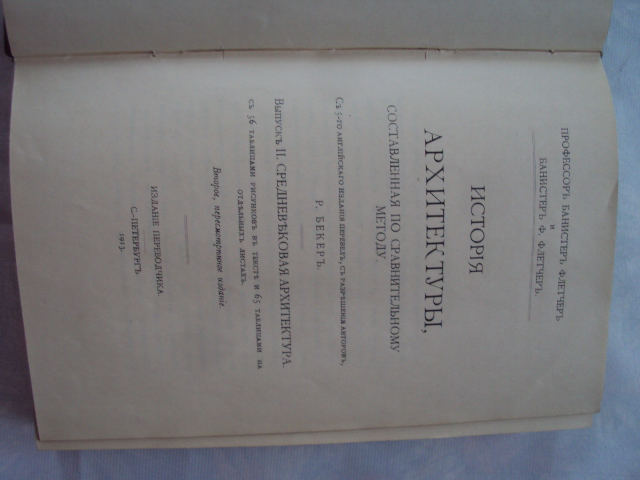 ПРОФЕССОРЪ БАНИСТЕРЪ ФЛЕТЧЕРЪ
И
БАНИСТЕРЪ Ф. ФЛЕТЧЕРЪ.
ИСТОРІЯ
АРХИТЕКТУРЫ,
СОСТАВЛЕННАЯ ПО СРАВНИТЕЛЬНОМУ
МЕТОДУ.
Съ 5-го англійскаго изданія перевелъ, съ разрѣшенія авторовъ,
Р. БЕКЕРЪ.
Выпускъ II. СРЕДНЕВѢКОВАЯ АРХИТЕКТУРА.
съ 56 таблицами рисунковъ въ текстѣ и 65 таблицами на
отдѣльныхъ листахъ.
Второе, пересмотрѣнное изданіе.
ИЗДАНІЕ ПЕРЕВОДЧИКА.
С.-ПЕТЕРБУРГЪ.
1913.